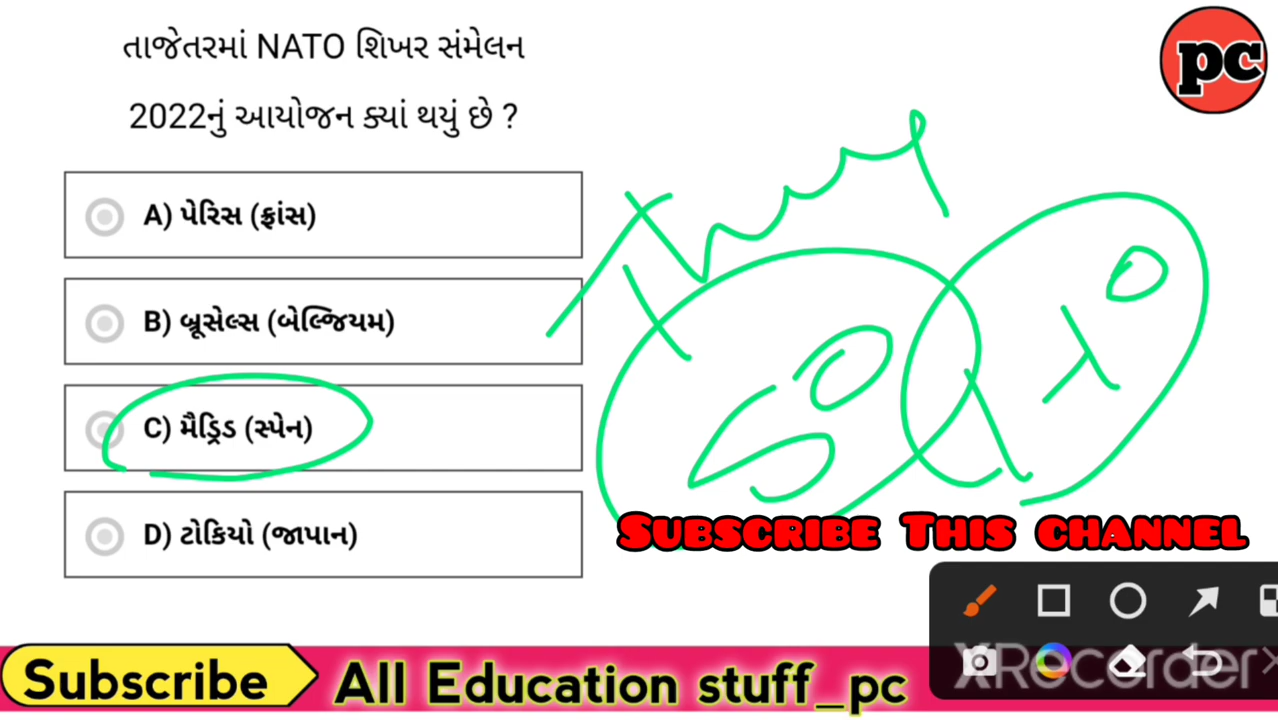 તાજેતરમાં NATO શિખર સંમેલન
2022નું આયોજન ક્યાં થયું છે ?
A) પેરિસ (ફ્રાંસ)
B) બ્રૂસેલ્સ (બેલ્જિયમ)
C) મૈડ્રિડ (સ્પેન)
D) ટોકિયો (જાપાન)
pc
SUBSCRIBE THIS CHANNEL
XRecorder
Subscribe
All Education stuff_pc